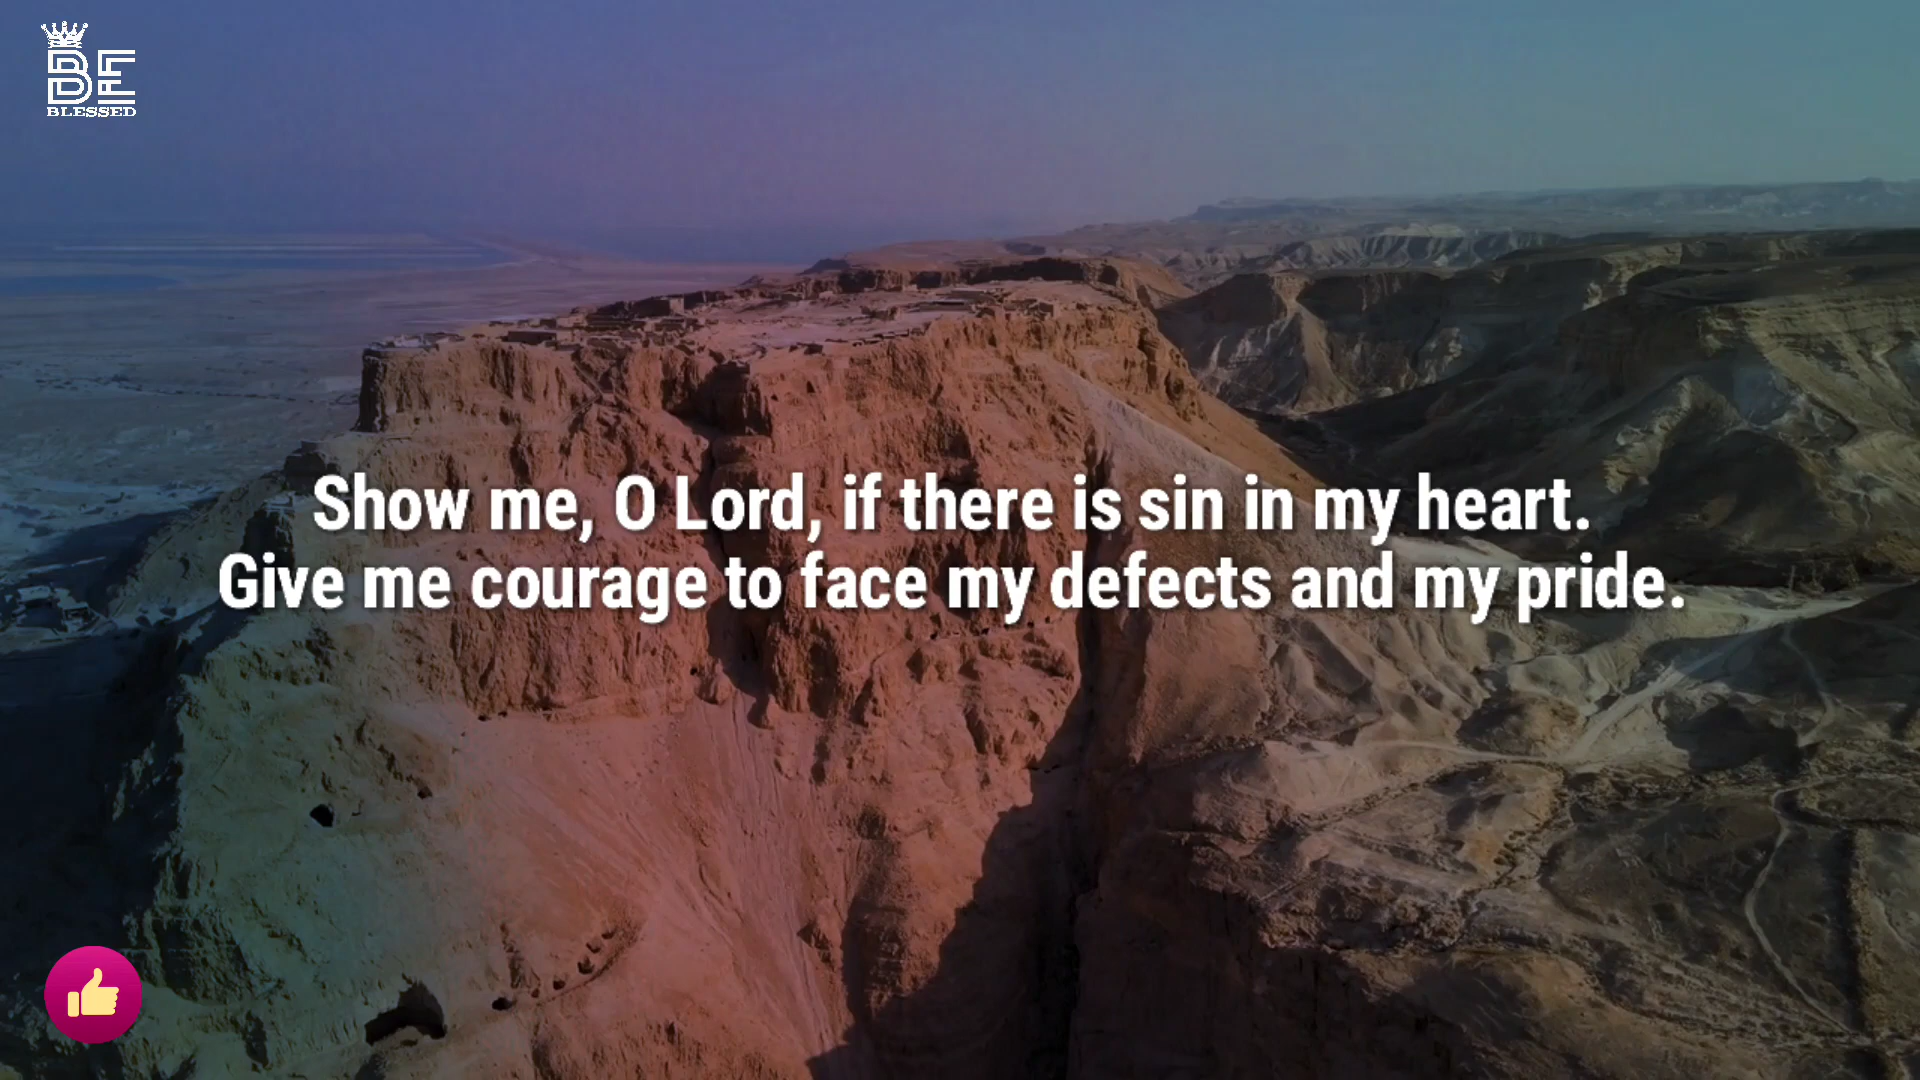 BE
BLESSED
Show me, O Lord, if there is sin in my heart.
Give me courage to face my defects and my pride.